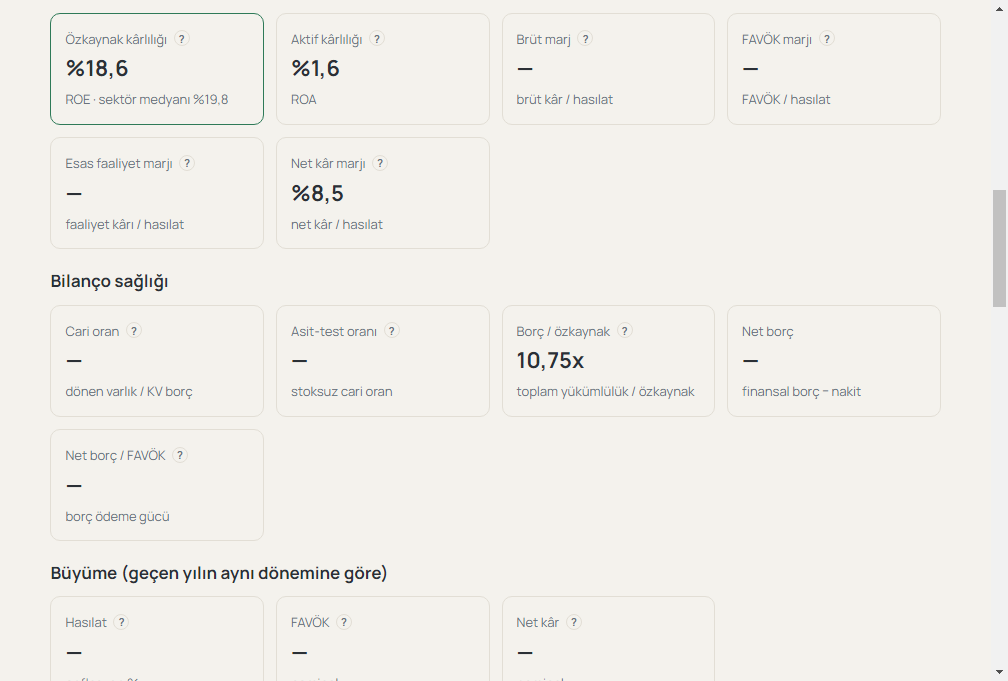 Özkaynak kârlılığı ?
%18,6
ROE · sektör medyanı %19,8
Aktif kârlılığı ?
%1,6
ROA
Brüt marj ?
—
brüt kâr / hasılat
FAVÖK marjı ?
—
FAVÖK / hasılat
Esas faaliyet marjı ?
—
faaliyet kârı / hasılat
Net kâr marjı ?
%8,5
net kâr / hasılat
Bilanço sağlığı
Cari oran ?
—
dönen varlık / KV borç
Asit-test oranı ?
—
stoksuz cari oran
Borç / özkaynak ?
10,75x
toplam yükümlülük / özkaynak
Net borç
—
finansal borç − nakit
Net borç / FAVÖK ?
—
borç ödeme gücü
Büyüme (geçen yılın aynı dönemine göre)
Hasılat ?
—
FAVÖK ?
—
Net kâr ?
—